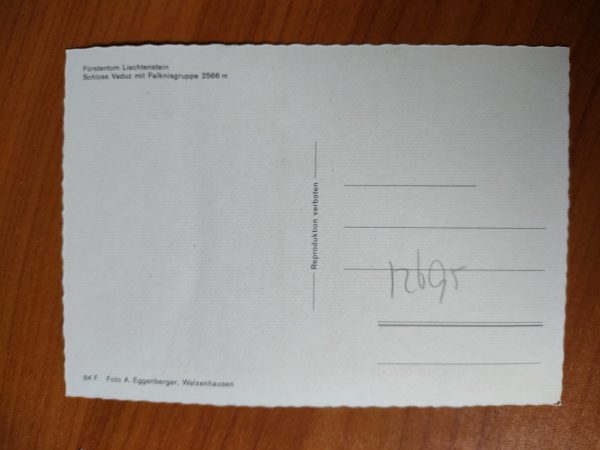 Fürstentum Liechtenstein
Schloss Vaduz mit Falknisgruppe 2566 m
Reproduktion verboten
84 F Foto A. Eggenberger, Walzenhausen